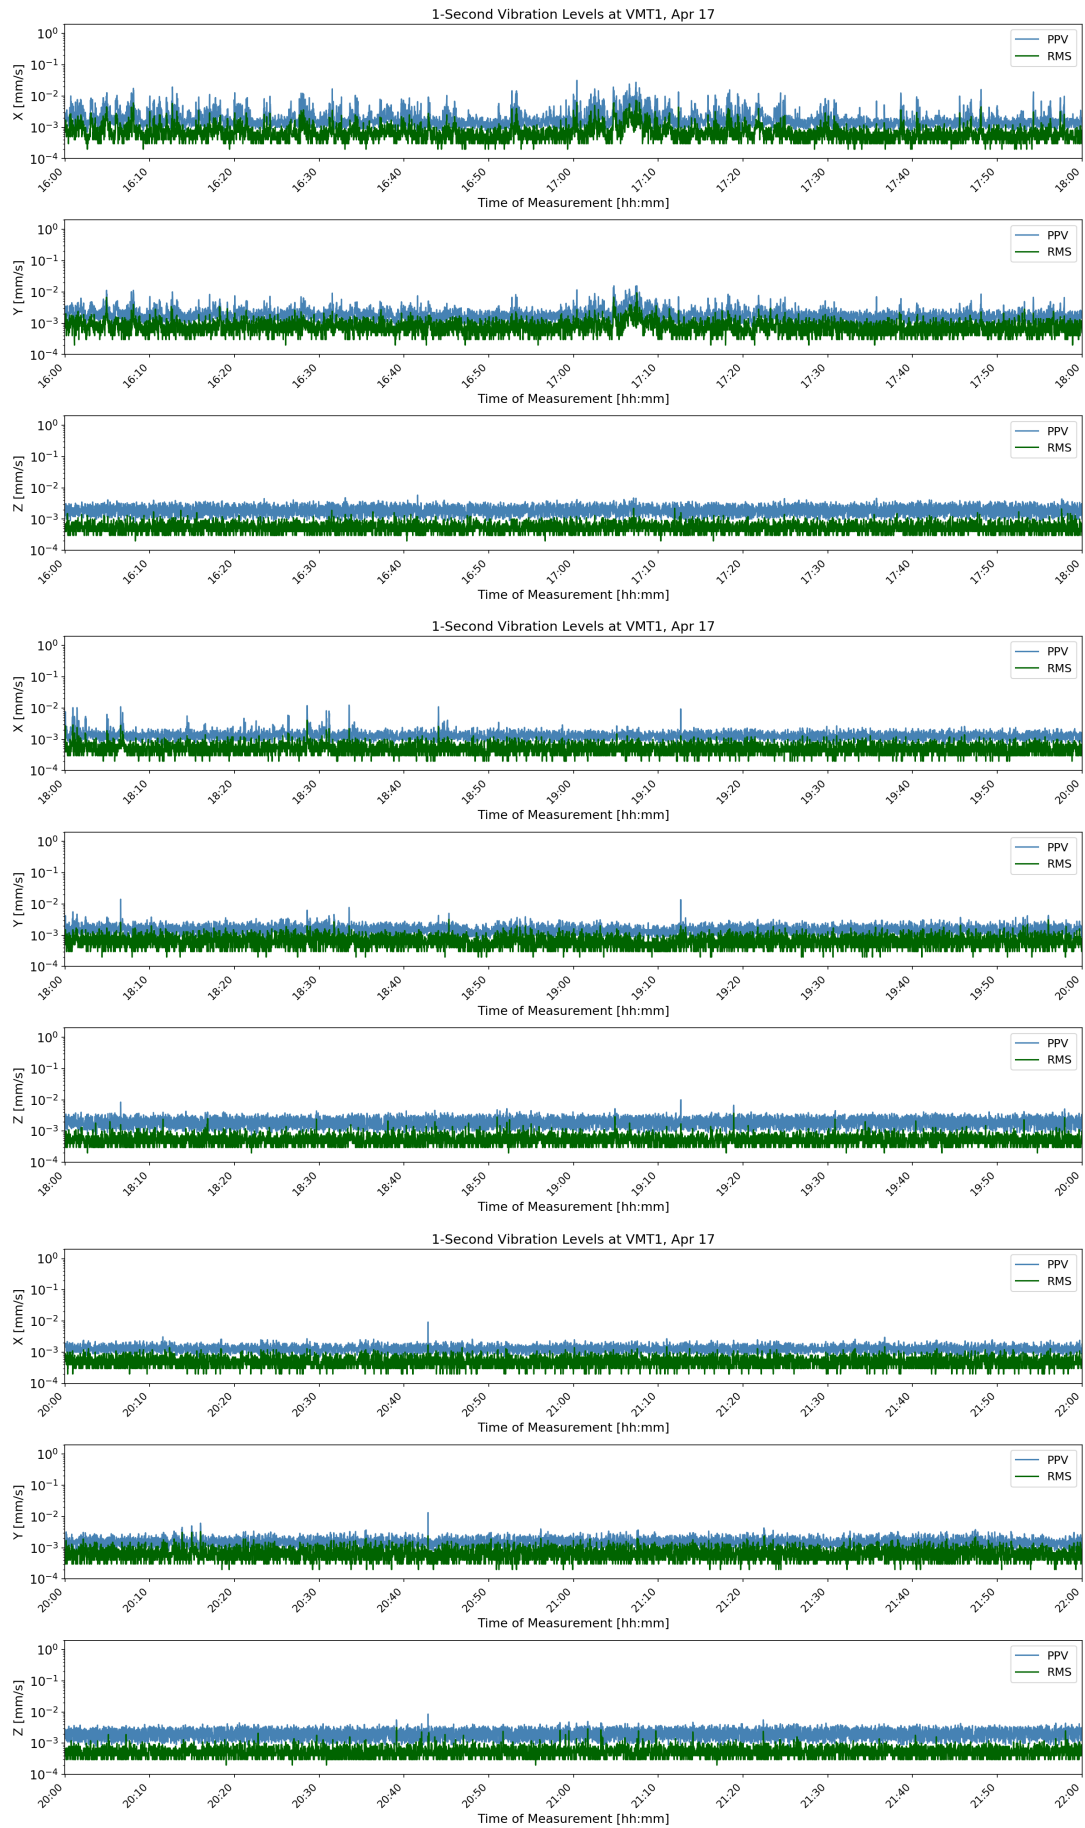 1-Second Vibration Levels at VMT1, Apr 17
X [mm/s]
10⁰
10⁻¹
10⁻²
10⁻³
10⁻⁴
PPV
RMS
16:00 16:10 16:20 16:30 16:40 16:50 17:00 17:10 17:20 17:30 17:40 17:50 18:00
Time of Measurement [hh:mm]
Y [mm/s]
10⁰
10⁻¹
10⁻²
10⁻³
10⁻⁴
PPV
RMS
16:00 16:10 16:20 16:30 16:40 16:50 17:00 17:10 17:20 17:30 17:40 17:50 18:00
Time of Measurement [hh:mm]
Z [mm/s]
10⁰
10⁻¹
10⁻²
10⁻³
10⁻⁴
PPV
RMS
16:00 16:10 16:20 16:30 16:40 16:50 17:00 17:10 17:20 17:30 17:40 17:50 18:00
Time of Measurement [hh:mm]
1-Second Vibration Levels at VMT1, Apr 17
X [mm/s]
10⁰
10⁻¹
10⁻²
10⁻³
10⁻⁴
PPV
RMS
18:00 18:10 18:20 18:30 18:40 18:50 19:00 19:10 19:20 19:30 19:40 19:50 20:00
Time of Measurement [hh:mm]
Y [mm/s]
10⁰
10⁻¹
10⁻²
10⁻³
10⁻⁴
PPV
RMS
18:00 18:10 18:20 18:30 18:40 18:50 19:00 19:10 19:20 19:30 19:40 19:50 20:00
Time of Measurement [hh:mm]
Z [mm/s]
10⁰
10⁻¹
10⁻²
10⁻³
10⁻⁴
PPV
RMS
18:00 18:10 18:20 18:30 18:40 18:50 19:00 19:10 19:20 19:30 19:40 19:50 20:00
Time of Measurement [hh:mm]
1-Second Vibration Levels at VMT1, Apr 17
X [mm/s]
10⁰
10⁻¹
10⁻²
10⁻³
10⁻⁴
PPV
RMS
20:00 20:10 20:20 20:30 20:40 20:50 21:00 21:10 21:20 21:30 21:40 21:50 22:00
Time of Measurement [hh:mm]
Y [mm/s]
10⁰
10⁻¹
10⁻²
10⁻³
10⁻⁴
PPV
RMS
20:00 20:10 20:20 20:30 20:40 20:50 21:00 21:10 21:20 21:30 21:40 21:50 22:00
Time of Measurement [hh:mm]
Z [mm/s]
10⁰
10⁻¹
10⁻²
10⁻³
10⁻⁴
PPV
RMS
20:00 20:10 20:20 20:30 20:40 20:50 21:00 21:10 21:20 21:30 21:40 21:50 22:00
Time of Measurement [hh:mm]